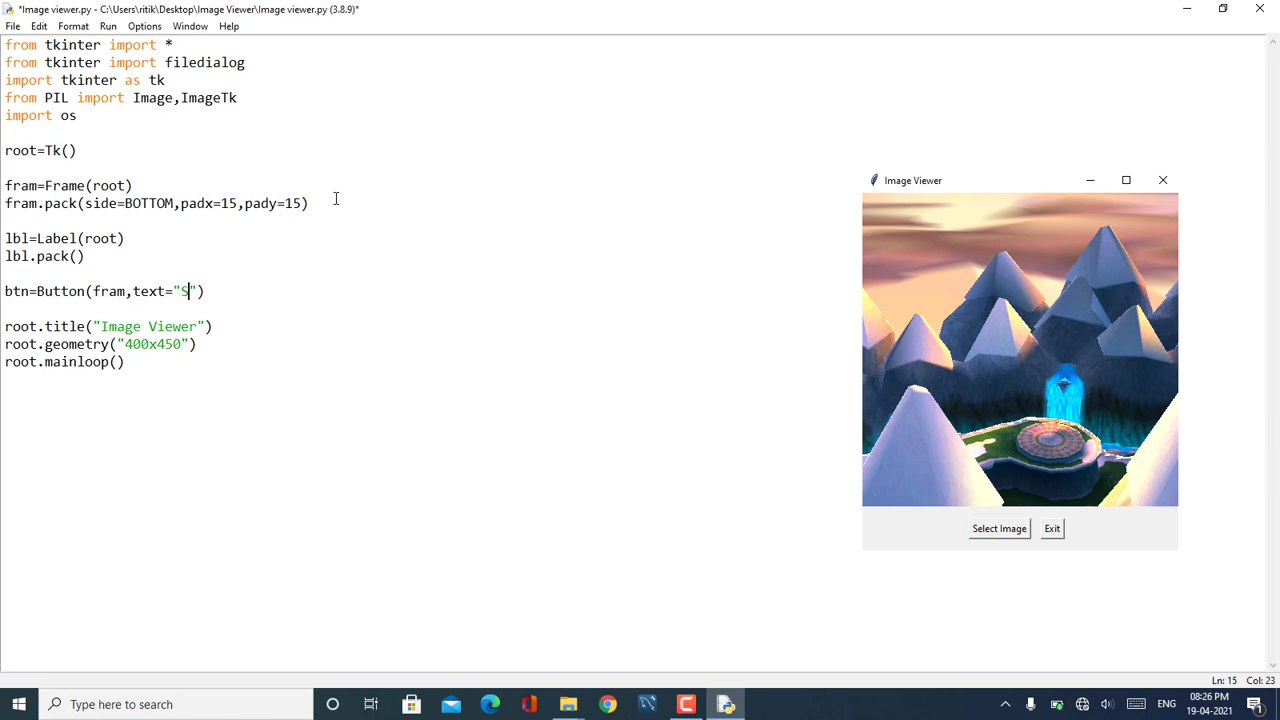 *Image viewer.py - C:\Users\ritik\Desktop\Image Viewer\Image viewer.py (3.8.9)*
File Edit Format Run Options Window Help
from tkinter import *
from tkinter import filedialog
import tkinter as tk
from PIL import Image,ImageTk
import os
root=Tk()
fram=Frame(root)
fram.pack(side=BOTTOM,padx=15,pady=15)
lbl=Label(root)
lbl.pack()
btn=Button(fram,text="S")
root.title("Image Viewer")
root.geometry("400x450")
root.mainloop()
Image Viewer
Select Image Exit
Ln: 15 Col: 23
Type here to search
ENG
08:26 PM
19-04-2021
1